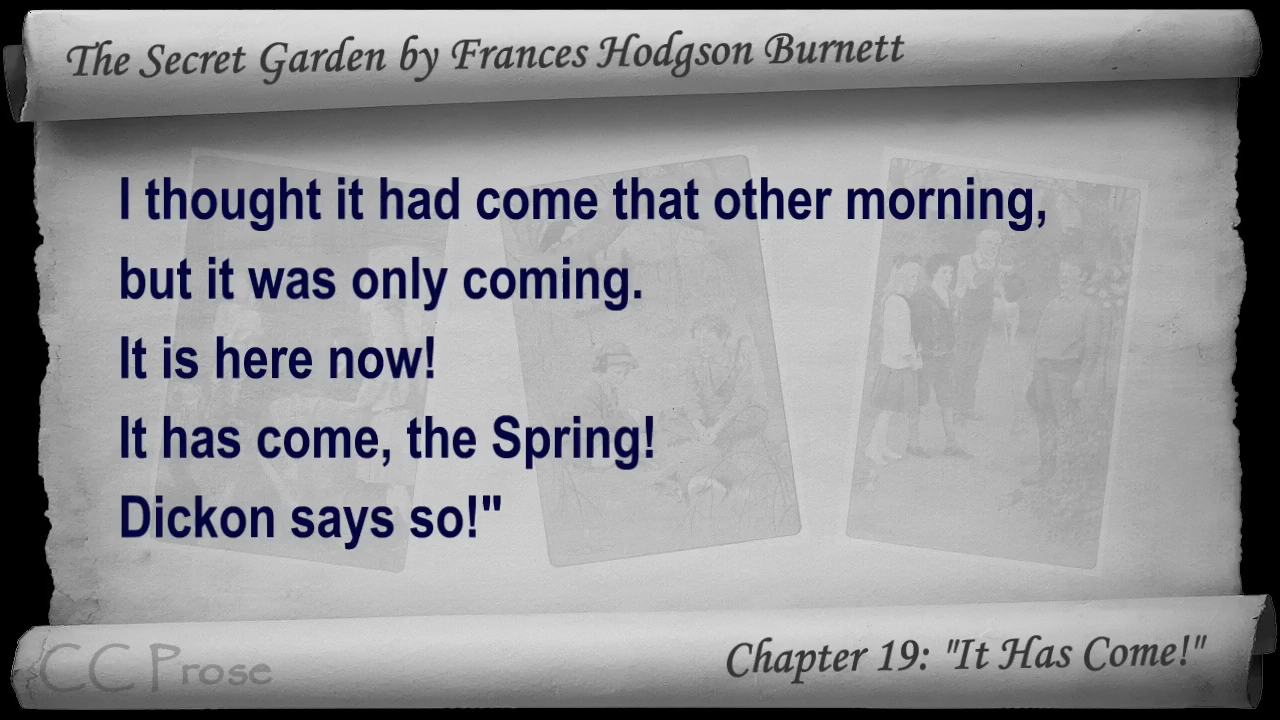 The Secret Garden by Frances Hodgson Burnett
I thought it had come that other morning,
but it was only coming.
It is here now!
It has come, the Spring!
Dickon says so!"
CC Prose
Chapter 19: "It Has Come!"